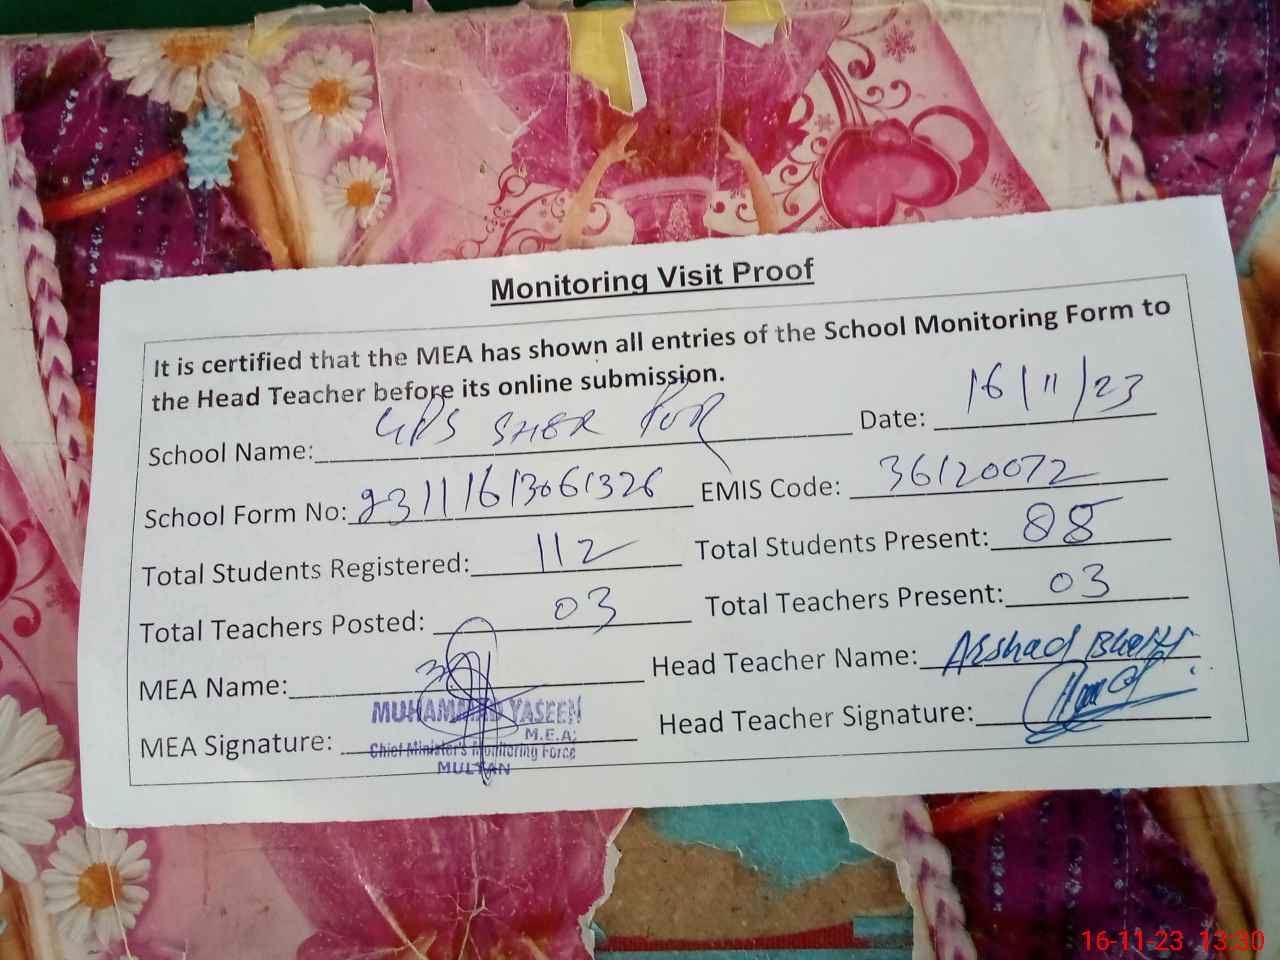 Monitoring Visit Proof
It is certified that the MEA has shown all entries of the School Monitoring Form to
the Head Teacher before its online submission.
School Name: GPS SHER PUR Date: 16/11/23
School Form No: 23111613061326 EMIS Code: 36120072
Total Students Registered: 112 Total Students Present: 88
Total Teachers Posted: 03 Total Teachers Present: 03
MEA Name: Head Teacher Name: Arshad Bhatti
MUHAMMAD YASEEN
MEA Signature: Head Teacher Signature:
M.E.A;
Chief Minister's Monitoring Force
MULTAN
16-11-23 13:30